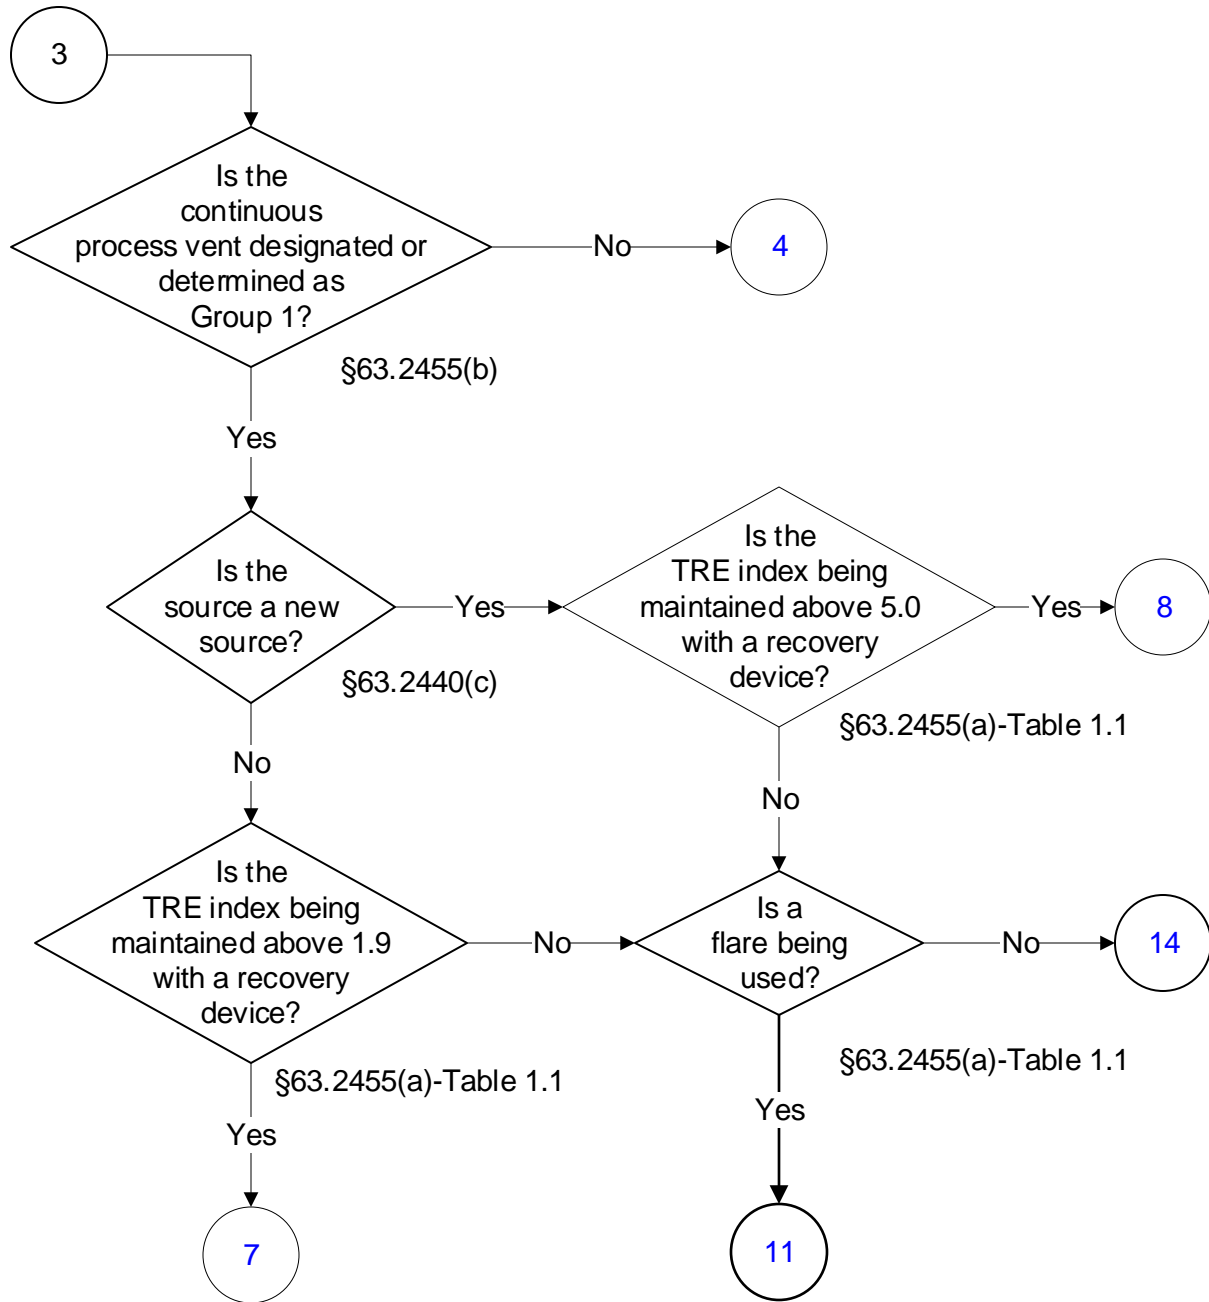 3
Is the
continuous
process vent designated or
determined as
Group 1?
No
4
§63.2455(b)
Yes
Is the
source a new
source?
Yes
§63.2440(c)
Is the
TRE index being
maintained above 5.0
with a recovery
device?
Yes
8
§63.2455(a)-Table 1.1
No
No
Is the
TRE index being
maintained above 1.9
with a recovery
device?
No
§63.2455(a)-Table 1.1
Is a
flare being
used?
No
14
§63.2455(a)-Table 1.1
Yes
Yes
7
11